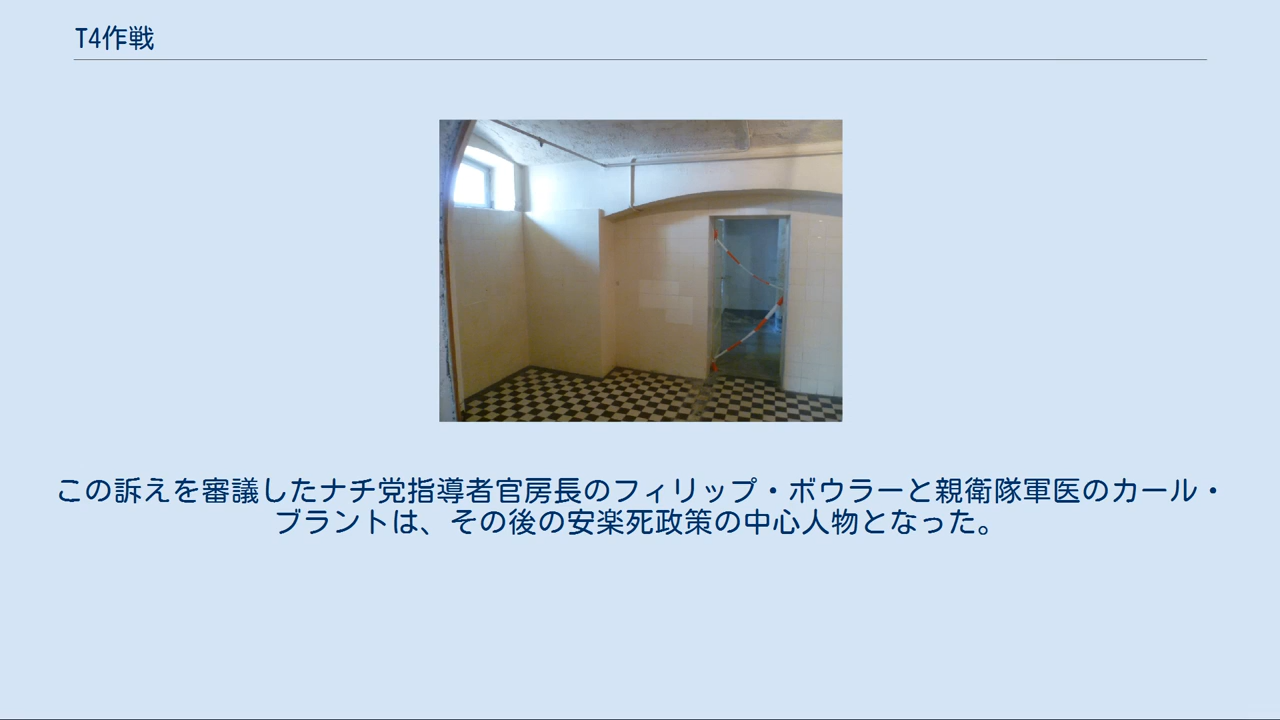 T4作戦
この訴えを審議したナチ党指導者官房長のフィリップ・ボウラーと親衛隊軍医のカール・
ブラントは、その後の安楽死政策の中心人物となった。